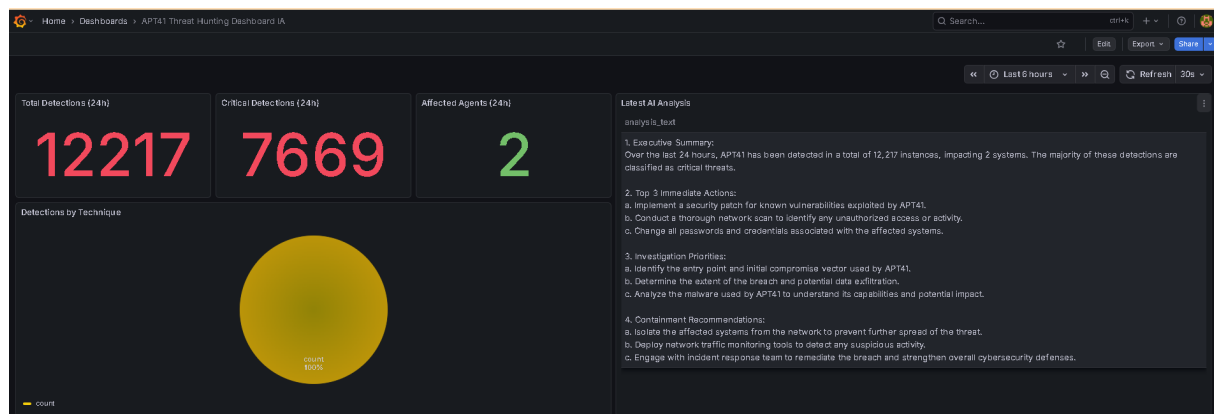 Home › Dashboards › APT41 Threat Hunting Dashboard IA
Search... ctrl+k
Edit Export Share
Last 6 hours Refresh 30s
Total Detections (24h)
12217
Critical Detections (24h)
7669
Affected Agents (24h)
2
Detections by Technique
count
100%
count
Latest AI Analysis
analysis_text
1. Executive Summary:
Over the last 24 hours, APT41 has been detected in a total of 12,217 instances, impacting 2 systems. The majority of these detections are
classified as critical threats.
2. Top 3 Immediate Actions:
a. Implement a security patch for known vulnerabilities exploited by APT41.
b. Conduct a thorough network scan to identify any unauthorized access or activity.
c. Change all passwords and credentials associated with the affected systems.
3. Investigation Priorities:
a. Identify the entry point and initial compromise vector used by APT41.
b. Determine the extent of the breach and potential data exfiltration.
c. Analyze the malware used by APT41 to understand its capabilities and potential impact.
4. Containment Recommendations:
a. Isolate the affected systems from the network to prevent further spread of the threat.
b. Deploy network traffic monitoring tools to detect any suspicious activity.
c. Engage with incident response team to remediate the breach and strengthen overall cybersecurity defenses.